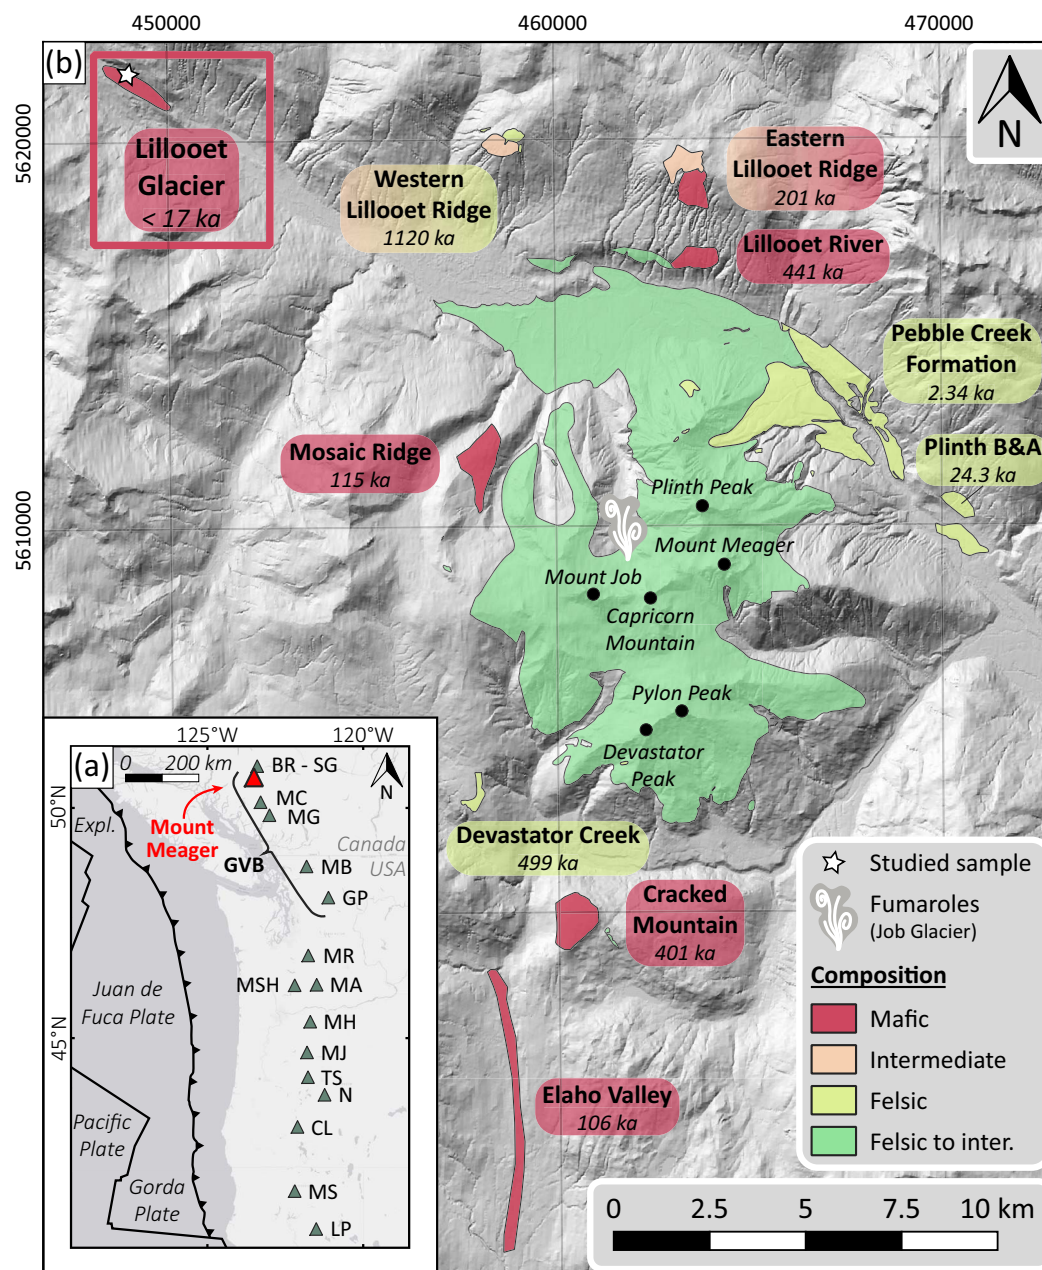 450000
460000
470000
(b)
5620000
5610000
N
Lillooet
Glacier
< 17 ka
Western
Lillooet Ridge
1120 ka
Eastern
Lillooet Ridge
201 ka
Lillooet River
441 ka
Pebble Creek
Formation
2.34 ka
Mosaic Ridge
115 ka
Plinth B&A
24.3 ka
Plinth Peak
Mount Meager
Mount Job
Capricorn
Mountain
Pylon Peak
Devastator
Peak
Devastator Creek
499 ka
Cracked
Mountain
401 ka
Elaho Valley
106 ka
Studied sample
Fumaroles
(Job Glacier)
Composition
Mafic
Intermediate
Felsic
Felsic to inter.
0 2.5 5 7.5 10 km
125°W
120°W
(a)
0 200 km
N
50°N
45°N
BR - SG
MC
MG
Mount
Meager
GVB
Canada
USA
Expl.
MB
GP
MR
MSH
MA
Juan de
Fuca Plate
MH
MJ
TS
N
CL
Pacific
Plate
Gorda
Plate
MS
LP